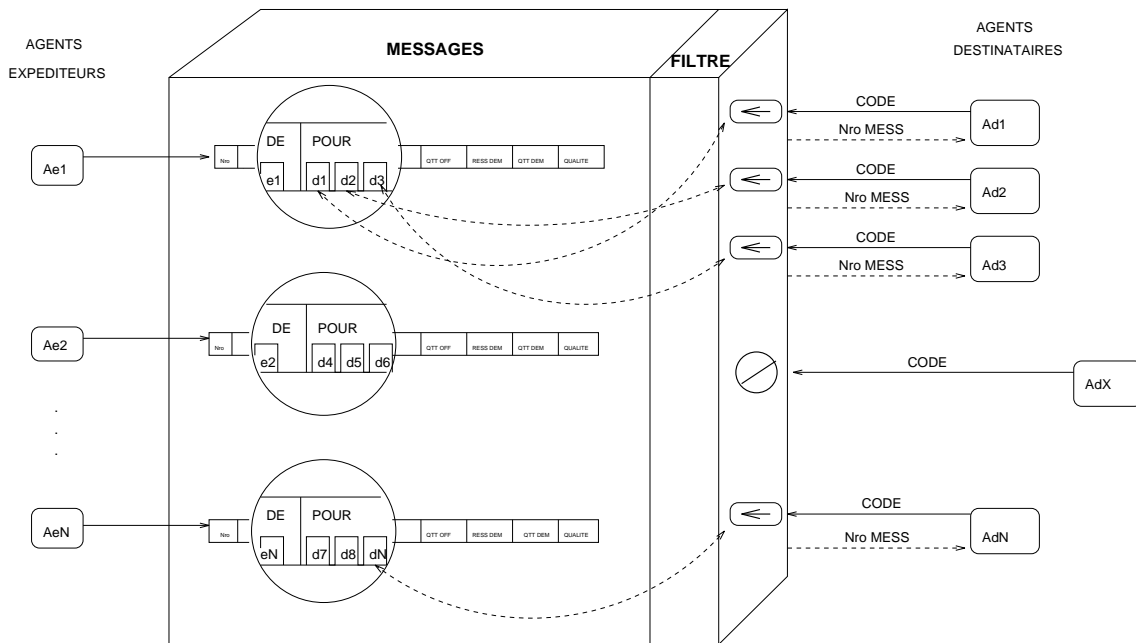 AGENTS
EXPEDITEURS
MESSAGES
FILTRE
AGENTS
DESTINATAIRES
Ae1
Nro
DE POUR
e1 d1 d2 d3
QTT OFF RESS DEM QTT DEM QUALITE
CODE
Nro MESS
Ad1
CODE
Nro MESS
Ad2
CODE
Nro MESS
Ad3
Ae2
Nro
DE POUR
e2 d4 d5 d6
QTT OFF RESS DEM QTT DEM QUALITE
CODE
AdX
.
.
.
AeN
Nro
DE POUR
eN d7 d8 dN
QTT OFF RESS DEM QTT DEM QUALITE
CODE
Nro MESS
AdN